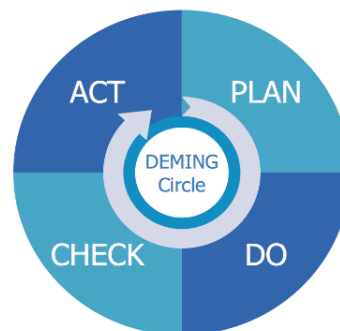 ACT
PLAN
DEMING
Circle
CHECK
DO